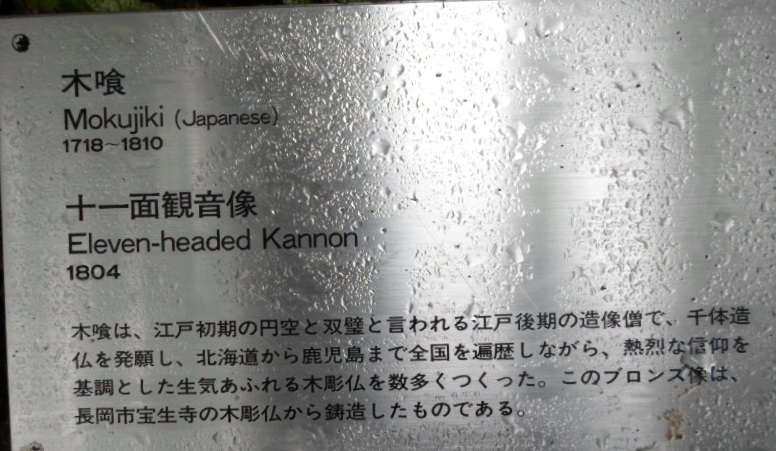 木喰
Mokujiki (Japanese)
1718~1810
十一面観音像
Eleven-headed Kannon
1804
木喰は、江戸初期の円空と双璧と言われる江戸後期の造像僧で、千体造
仏を発願し、北海道から鹿児島まで全国を遍歴しながら、熱烈な信仰を
基調とした生気あふれる木彫仏を数多くつくった。このブロンズ像は、
長岡市宝生寺の木彫仏から鋳造したものである。